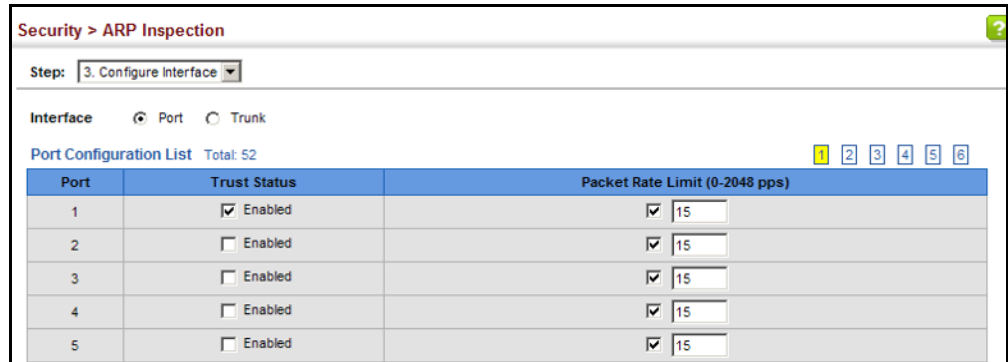 Security > ARP Inspection
?
Step: 3. Configure Interface
Interface Port Trunk
Port Configuration List Total: 52 1 2 3 4 5 6
Port Trust Status Packet Rate Limit (0-2048 pps)
1 Enabled 15
2 Enabled 15
3 Enabled 15
4 Enabled 15
5 Enabled 15